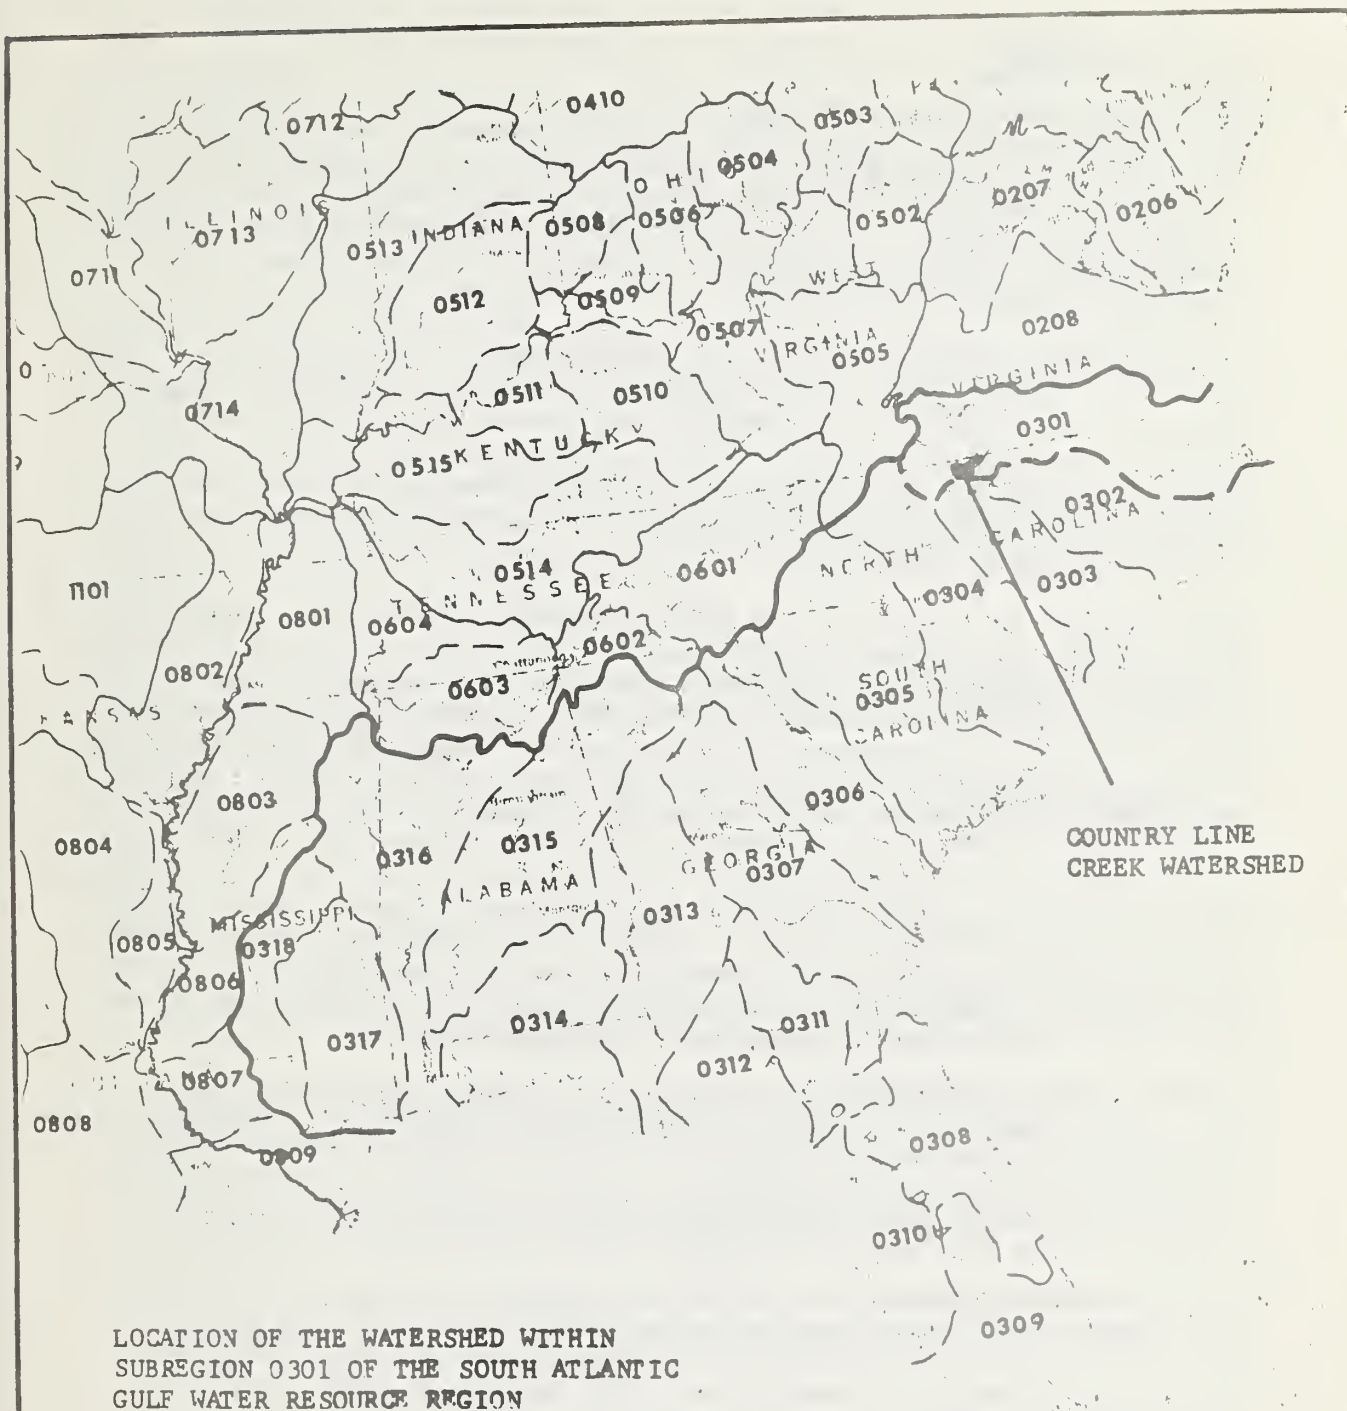 0410
0712
0503
0504
OHIO
ILLINOIS
0713
0513
INDIANA
0508
0506
0502
0207
0206
0711
0512
0509
WEST
0507
VIRGINIA
0505
0208
VIRGINIA
0714
0511
0510
0301
0515
KENTUCKY
0302
CAROLINA
1101
0514
0601
NORTH
0801
0604
TENNESSEE
0304
0303
0802
0603
0602
SOUTH
0305
CAROLINA
KANSAS
0803
0306
0804
0316
0315
GEORGIA
0307
COUNTRY LINE
CREEK WATERSHED
ALABAMA
0313
MISSISSIPPI
0805
0318
0806
0314
0311
0317
0312
0807
0808
0308
0809
0310
0309
LOCATION OF THE WATERSHED WITHIN
SUBREGION 0301 OF THE SOUTH ATLANTIC
GULF WATER RESOURCE REGION